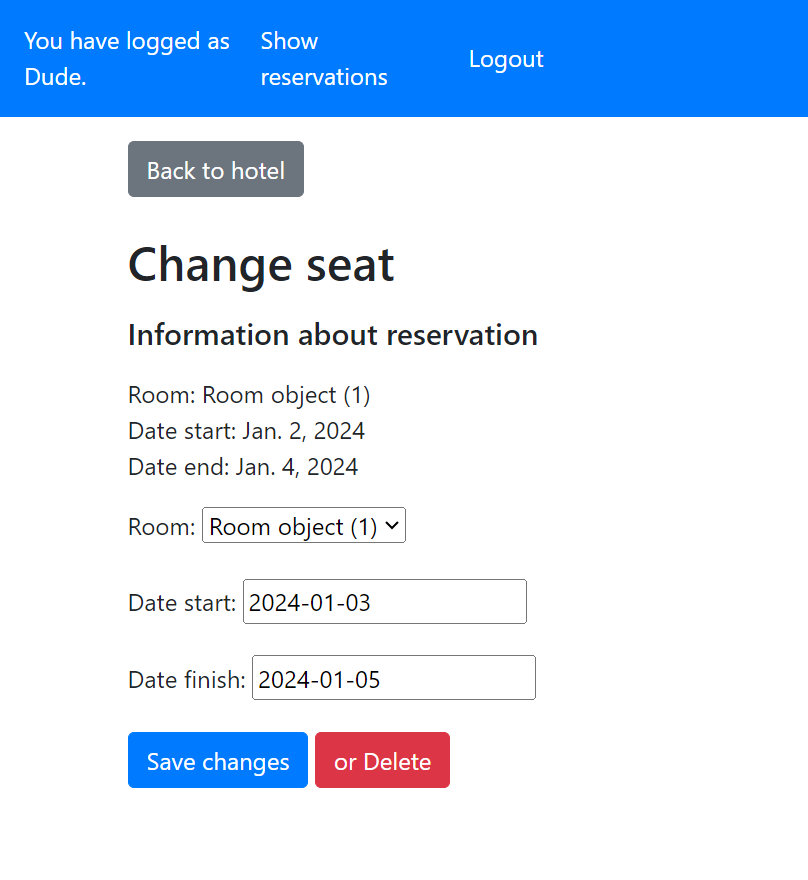 You have logged as
Dude.
Show
reservations
Logout
Back to hotel
Change seat
Information about reservation
Room: Room object (1)
Date start: Jan. 2, 2024
Date end: Jan. 4, 2024
Room: Room object (1)
Date start: 2024-01-03
Date finish: 2024-01-05
Save changes or Delete